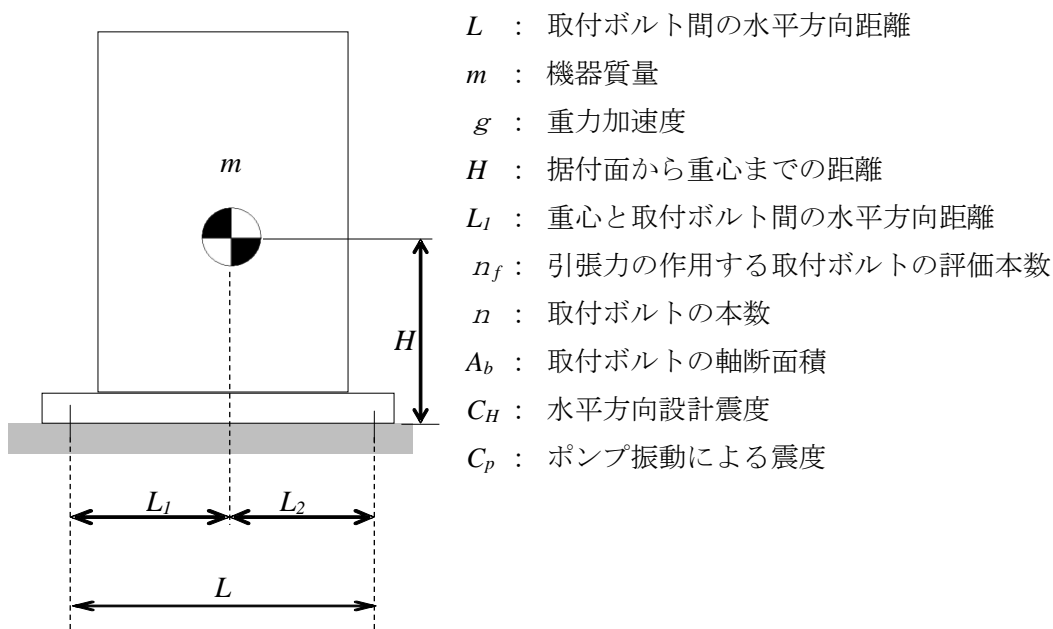 L : 取付ボルト間の水平方向距離
m : 機器質量
g : 重力加速度
H : 据付面から重心までの距離
L1 : 重心と取付ボルト間の水平方向距離
nf : 引張力の作用する取付ボルトの評価本数
n : 取付ボルトの本数
Ab : 取付ボルトの軸断面積
CH : 水平方向設計震度
Cp : ポンプ振動による震度
m
H
L1
L2
L